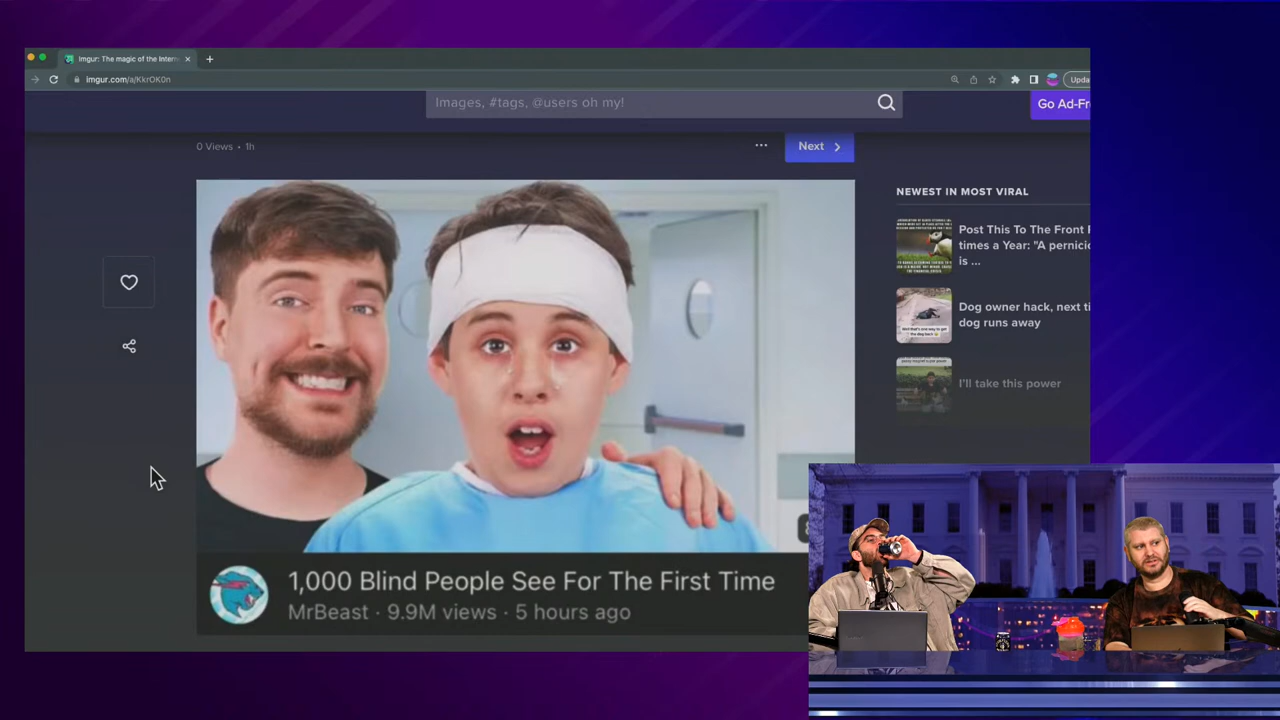 Imgur: The magic of the Intern
imgur.com/a/KkrOK0n
Upda
Images, #tags, @users oh my!
Go Ad-Fr
0 Views • 1h
Next
NEWEST IN MOST VIRAL
Post This To The Front
times a Year: "A pernicio
is ...
Dog owner hack, next ti
dog runs away
I'll take this power
1,000 Blind People See For The First Time
MrBeast · 9.9M views · 5 hours ago